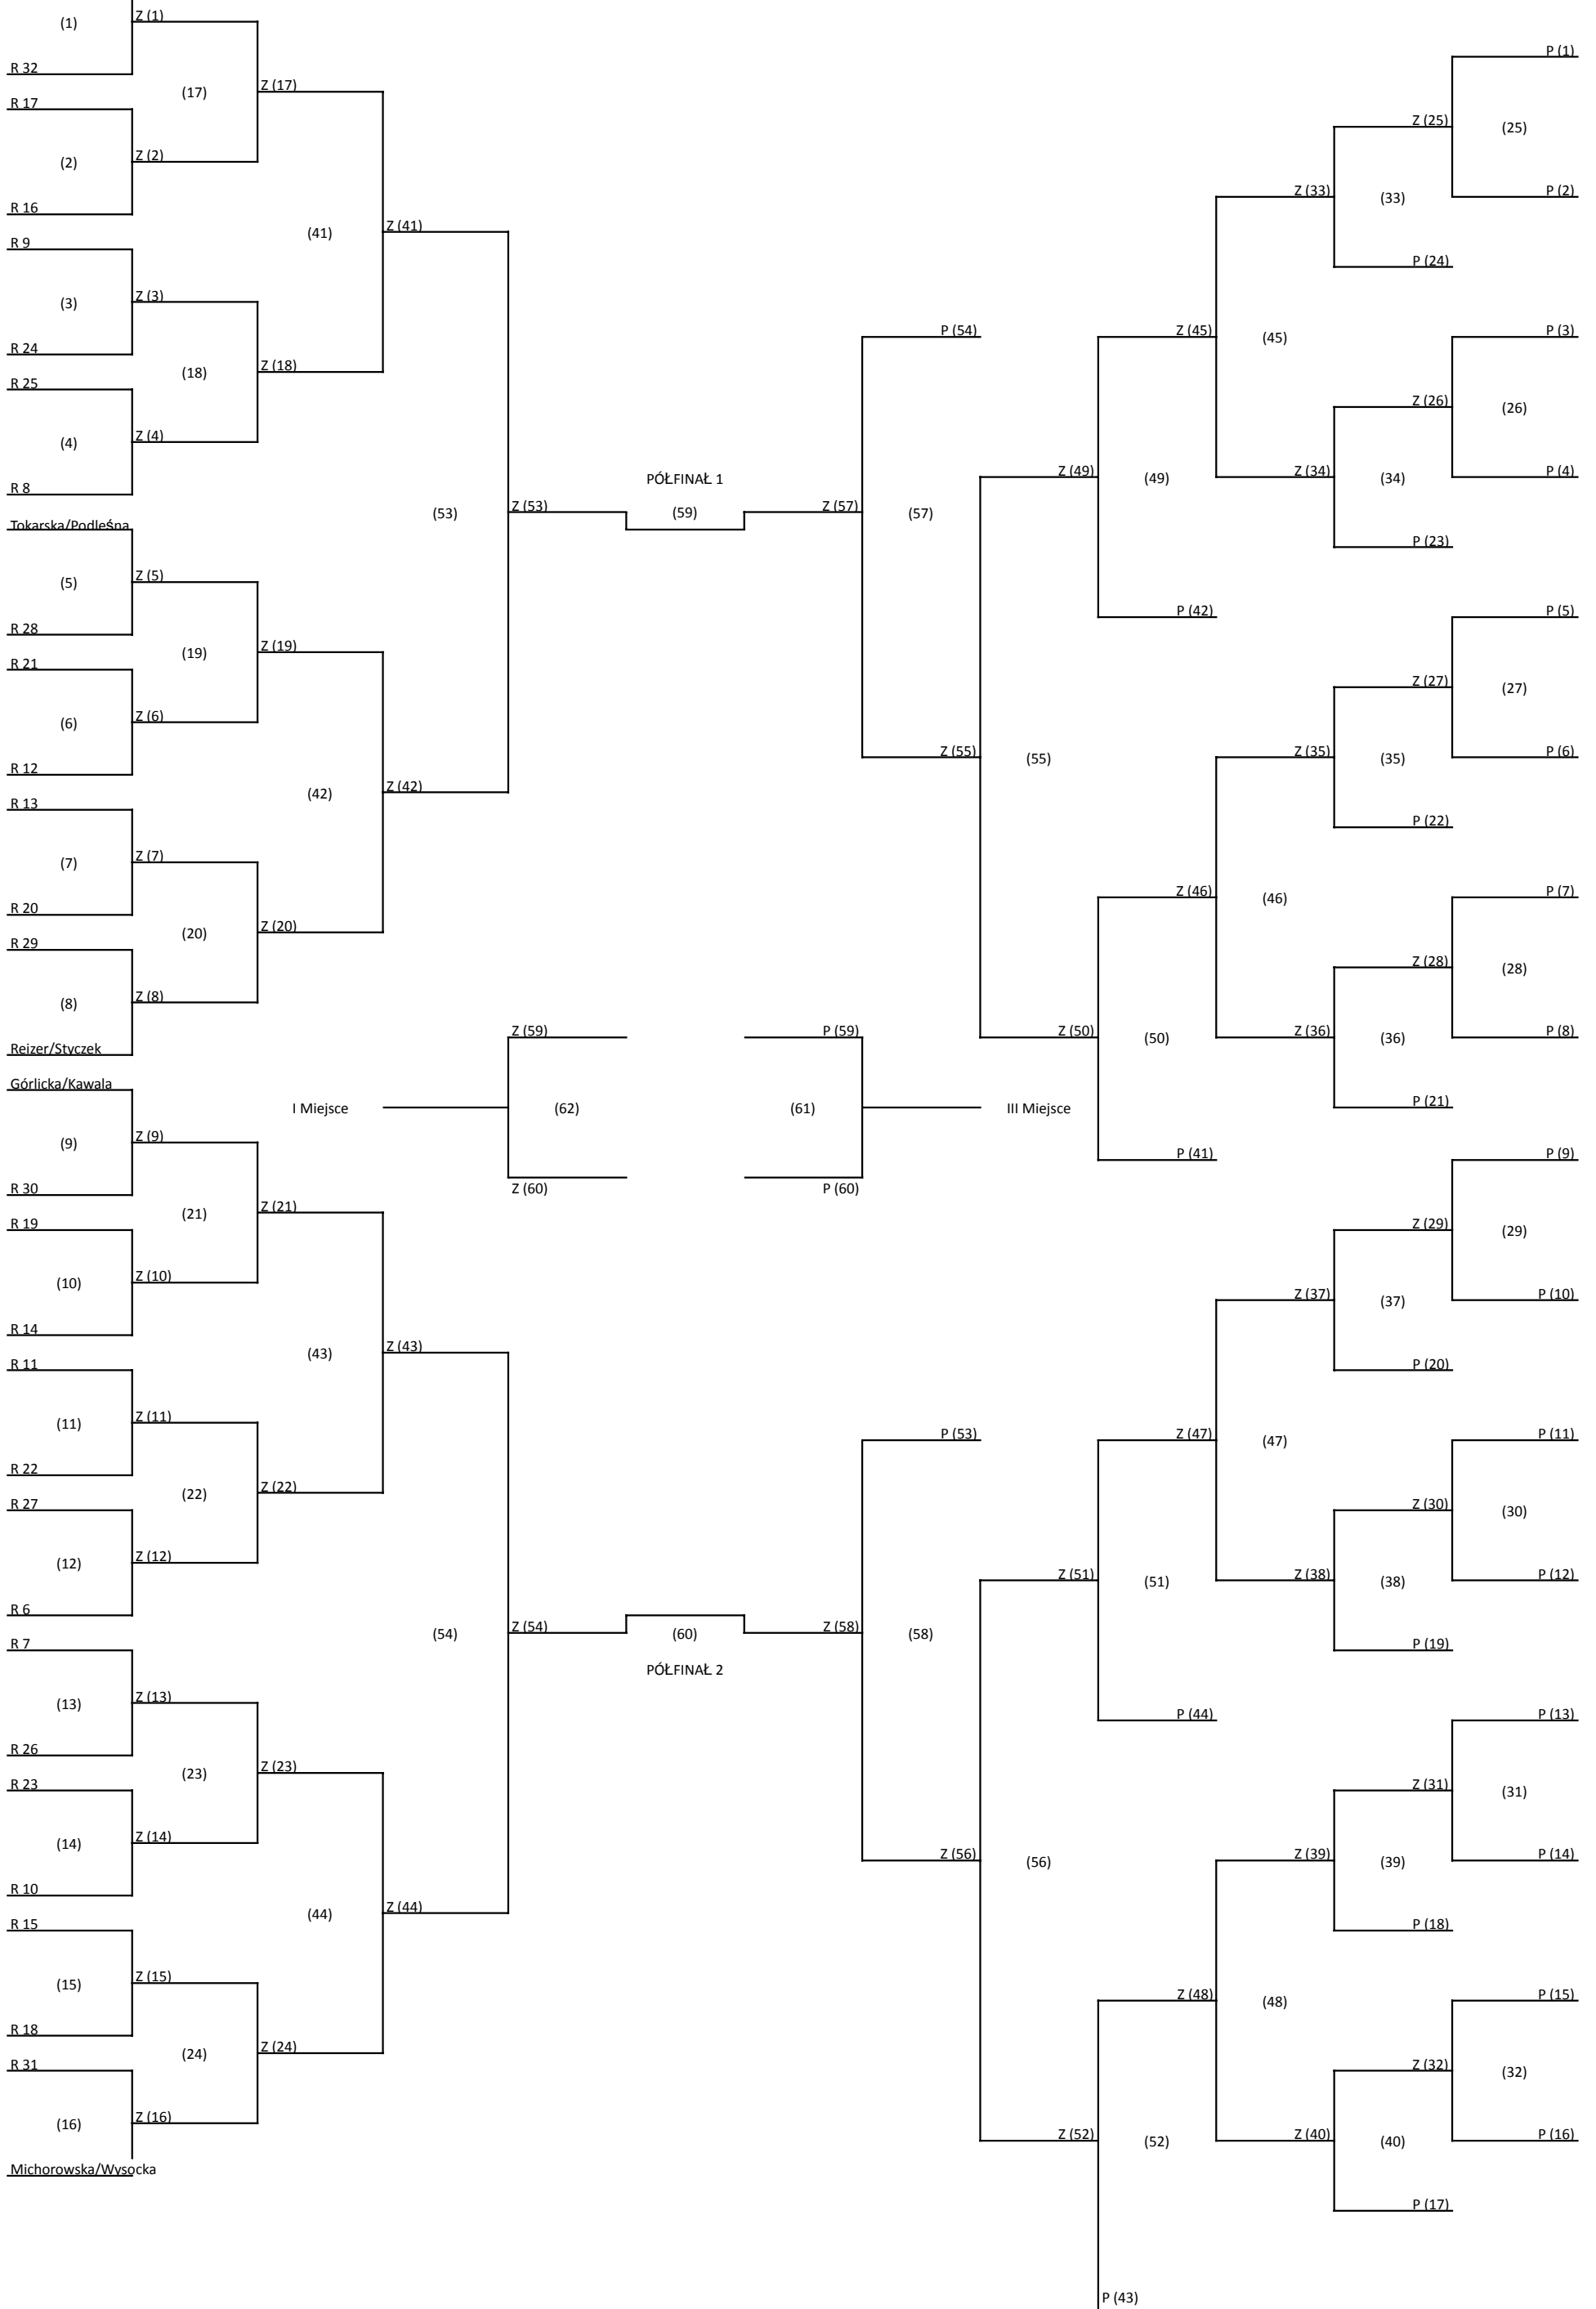 Z (1)
(1)
P (1)
R 32
Z (17)
(17)
R 17
Z (25)
(25)
Z (2)
(2)
P (2)
Z (33)
(33)
R 16
Z (41)
(41)
R 9
P (24)
Z (3)
(3)
P (54)
Z (45)
(45)
P (3)
R 24
Z (18)
(18)
R 25
Z (26)
(26)
Z (4)
(4)
Z (49)
(49)
Z (34)
(34)
P (4)
PÓŁFINAŁ 1
R 8
Z (53)
(53)
(59)
Z (57)
(57)
Tokarska/Podleśna
P (23)
Z (5)
(5)
P (42)
P (5)
R 28
Z (19)
(19)
R 21
Z (27)
(27)
Z (6)
(6)
Z (55)
(55)
Z (35)
(35)
P (6)
R 12
Z (42)
(42)
R 13
P (22)
Z (7)
(7)
Z (46)
(46)
P (7)
R 20
Z (20)
(20)
R 29
Z (28)
(28)
Z (8)
(8)
Z (59)
P (59)
Z (50)
(50)
Z (36)
(36)
P (8)
Rejzer/Styczek
Górlicka/Kawala
I Miejsce
(62)
(61)
III Miejsce
P (21)
Z (9)
(9)
P (41)
P (9)
R 30
Z (60)
P (60)
Z (21)
(21)
R 19
Z (29)
(29)
Z (10)
(10)
Z (37)
(37)
P (10)
R 14
Z (43)
(43)
R 11
P (20)
Z (11)
(11)
P (53)
Z (47)
(47)
P (11)
R 22
Z (22)
(22)
R 27
Z (30)
(30)
Z (12)
(12)
Z (51)
(51)
Z (38)
(38)
P (12)
R 6
Z (54)
(54)
(60)
Z (58)
(58)
R 7
P (19)
PÓŁFINAŁ 2
Z (13)
(13)
P (44)
P (13)
R 26
Z (23)
(23)
R 23
Z (31)
(31)
Z (14)
(14)
Z (56)
(56)
Z (39)
(39)
P (14)
R 10
Z (44)
(44)
R 15
P (18)
Z (15)
(15)
Z (48)
(48)
P (15)
R 18
Z (24)
(24)
R 31
Z (32)
(32)
Z (16)
(16)
Z (52)
(52)
Z (40)
(40)
P (16)
Michorowska/Wysocka
P (17)
P (43)